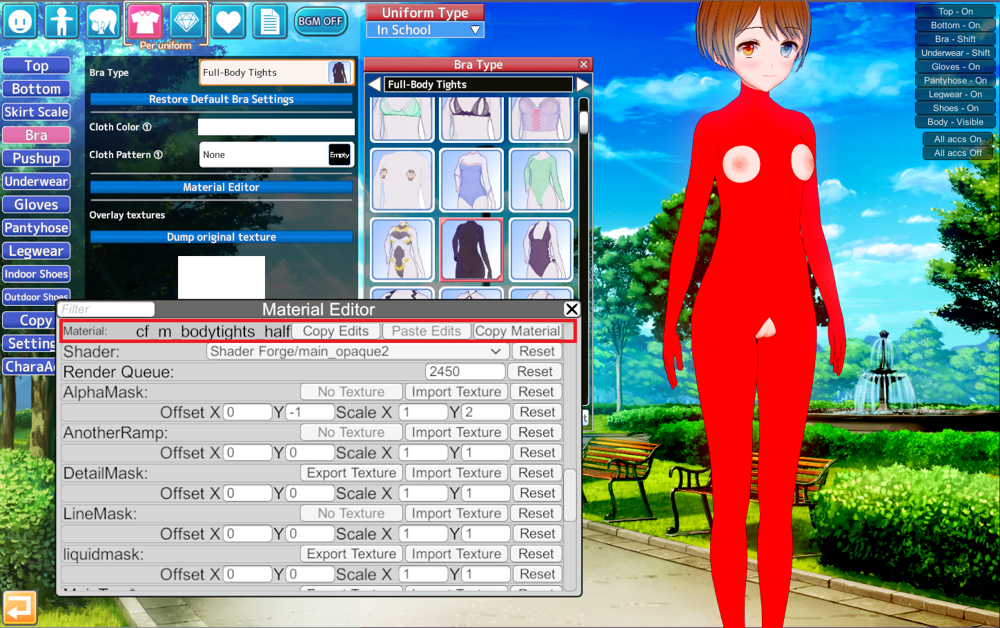 BGM OFF
Per uniform
Uniform Type
In School
Top - On
Bottom - On
Bra - Shift
Underwear - Shift
Gloves - On
Pantyhose - On
Legwear - On
Shoes - On
Body - Visible
All accs On
All accs Off
Top
Bottom
Skirt Scale
Bra
Pushup
Underwear
Gloves
Pantyhose
Legwear
Indoor Shoes
Outdoor Shoes
Copy
Setting
CharaAc
Bra Type
Full-Body Tights
Restore Default Bra Settings
Cloth Color ①
Cloth Pattern ①
None
Empty
Material Editor
Overlay textures
Dump original texture
Bra Type
Full-Body Tights
Filter
Material Editor
Material: cf_m_bodytights_half Copy Edits Paste Edits Copy Material
Shader: Shader Forge/main_opaque2 Reset
Render Queue: 2450 Reset
AlphaMask: No Texture Import Texture Reset
Offset X 0 Y -1 Scale X 1 Y 2 Reset
AnotherRamp: No Texture Import Texture Reset
Offset X 0 Y 0 Scale X 1 Y 1 Reset
DetailMask: Export Texture Import Texture Reset
Offset X 0 Y 0 Scale X 1 Y 1 Reset
LineMask: No Texture Import Texture Reset
Offset X 0 Y 0 Scale X 1 Y 1 Reset
liquidmask: Export Texture Import Texture Reset
Offset X 0 Y 0 Scale X 1 Y 1 Reset